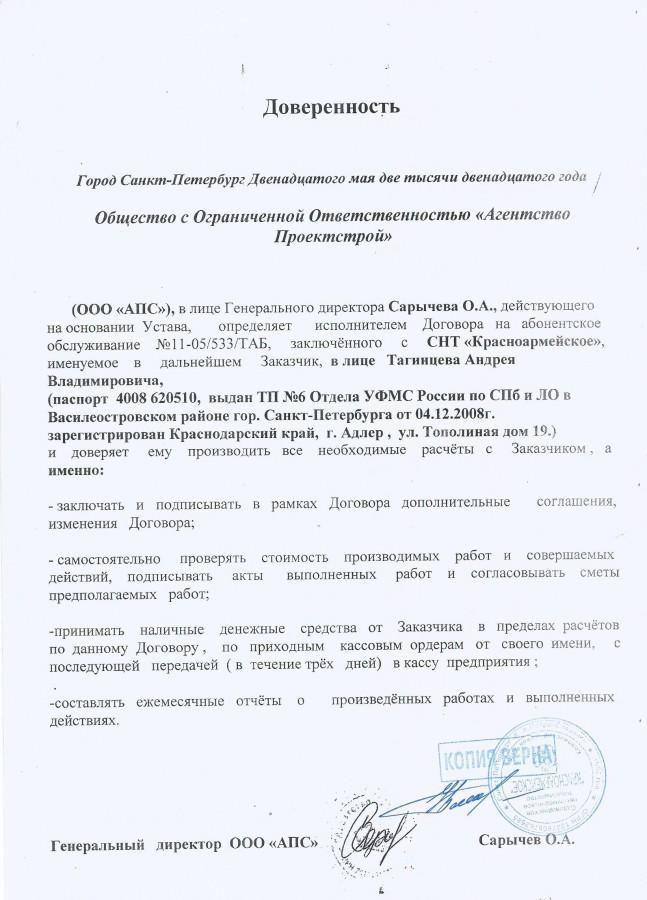 Доверенность
Город Санкт-Петербург Двенадцатого мая две тысячи двенадцатого года
Общество с Ограниченной Ответственностью «Агентство
Проектстрой»
(ООО «АПС»), в лице Генерального директора Сарычева О.А., действующего
на основании Устава, определяет исполнителем Договора на абонентское
обслуживание №11-05/533/ТАБ, заключённого с СНТ «Красноармейское»,
именуемое в дальнейшем Заказчик, в лице Тагинцева Андрея
Владимировича,
(паспорт 4008 620510, выдан ТП №6 Отдела УФМС России по СПб и ЛО в
Василеостровском районе гор. Санкт-Петербурга от 04.12.2008г.
зарегистрирован Краснодарский край, г. Адлер , ул. Тополиная дом 19.)
и доверяет ему производить все необходимые расчёты с Заказчиком , а
именно:
- заключать и подписывать в рамках Договора дополнительные соглашения,
изменения Договора;
- самостоятельно проверять стоимость производимых работ и совершаемых
действий, подписывать акты выполненных работ и согласовывать сметы
предполагаемых работ;
-принимать наличные денежные средства от Заказчика в пределах расчётов
по данному Договору , по приходным кассовым ордерам от своего имени, с
последующей передачей ( в течение трёх дней) в кассу предприятия ;
-составлять ежемесячные отчёты о произведённых работах и выполненных
действиях.
КОПИЯ ВЕРНА
Генеральный директор ООО «АПС» Сарычев О.А.